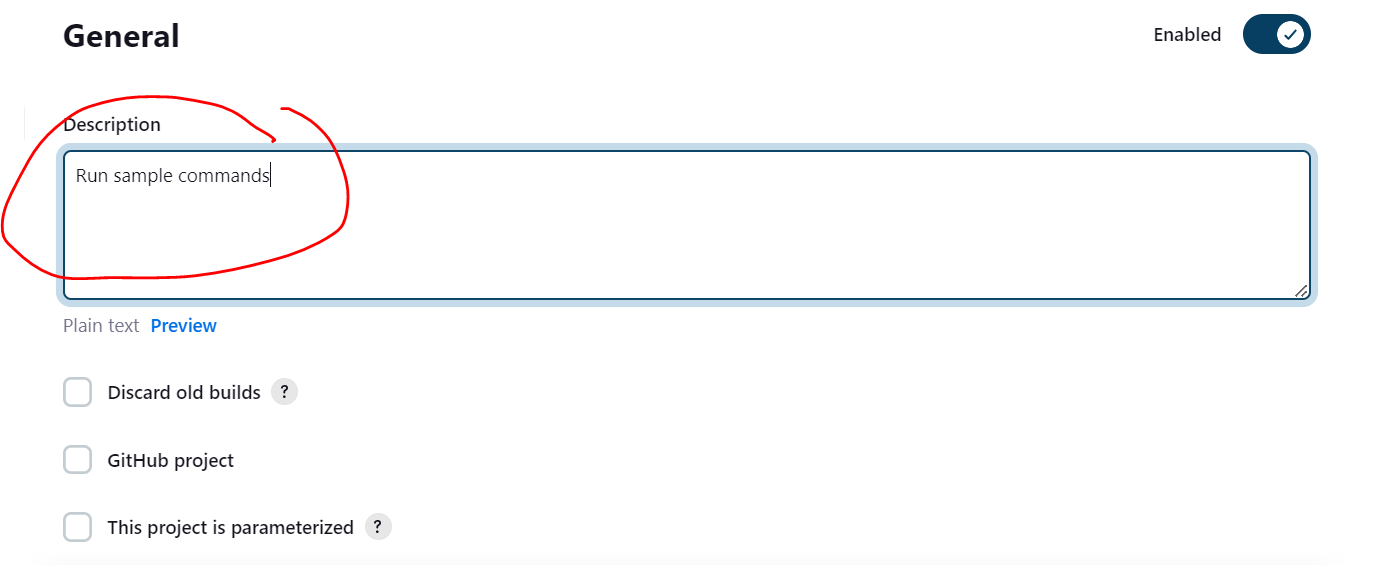 General
Enabled
Description
Run sample commands
Plain text Preview
Discard old builds ?
GitHub project
This project is parameterized ?